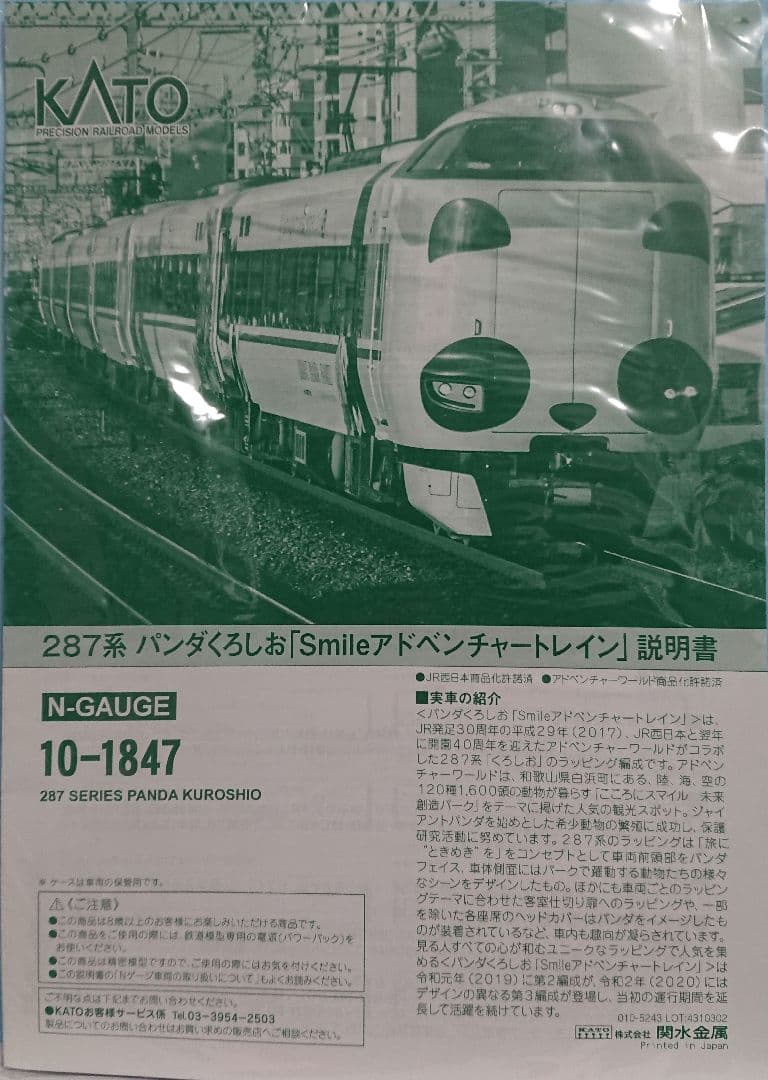 KATO
PRECISION RAILROAD MODELS
287系 パンダくろしお「Smileアドベンチャートレイン」説明書
N-GAUGE
10-1847
287 SERIES PANDA KUROSHIO
※ ケースは車両の保管用です。
⚠〈ご注意〉
●この商品は8歳以上のお客様にお楽しみいただける商品です。
●この商品をご使用の際には、鉄道模型専用の電源(パワーパック)を
お使いください。
●この商品は精密模型ですので、ご使用の際にはお気を付けください。
●この説明書の「Nゲージ車両の取り扱いについて」もよくお読みください。
ご不明な点は下記までお問い合わせください。
●KATOお客様サービス係 Tel.03-3954-2503
製品についてのお問い合わせはお買い求めの販売店へご相談ください。
●JR西日本商品化許諾済 ●アドベンチャーワールド商品化許諾済
■実車の紹介
<パンダくろしお「Smileアドベンチャートレイン」>は、
JR発足30周年の平成29年(2017)、JR西日本と翌年
に開園40周年を迎えたアドベンチャーワールドがコラボ
した287系「くろしお」のラッピング編成です。アドベン
チャーワールドは、和歌山県白浜町にある、陸、海、空の
120種1,600頭の動物が暮らす「こころにスマイル 未来
創造パーク」をテーマに掲げた人気の観光スポット。ジャイ
アントパンダを始めとした希少動物の繁殖に成功し、保護
研究活動に努めています。287系のラッピングは「旅に
“ときめき”を」をコンセプトとして車両前頭部をパンダ
フェイス、車体側面にはパークで躍動する動物たちの様々
なシーンをデザインしたもの。ほかにも車両ごとのラッピン
グテーマに合わせた客室仕切り扉へのラッピングや、一部
を除いた各座席のヘッドカバーはパンダをイメージしたも
のが装着されているなど、車内も趣向が凝らされています。
見る人すべての心が和むユニークなラッピングで人気を集
める<パンダくろしお「Smileアドベンチャートレイン」>は
令和元年(2019)に第2編成が、令和2年(2020)には
デザインの異なる第3編成が登場し、当初の運行期間を延
長して活躍を続けています。
010-5243 LOT:4310302
KATO 株式会社 関水金属
Printed in Japan